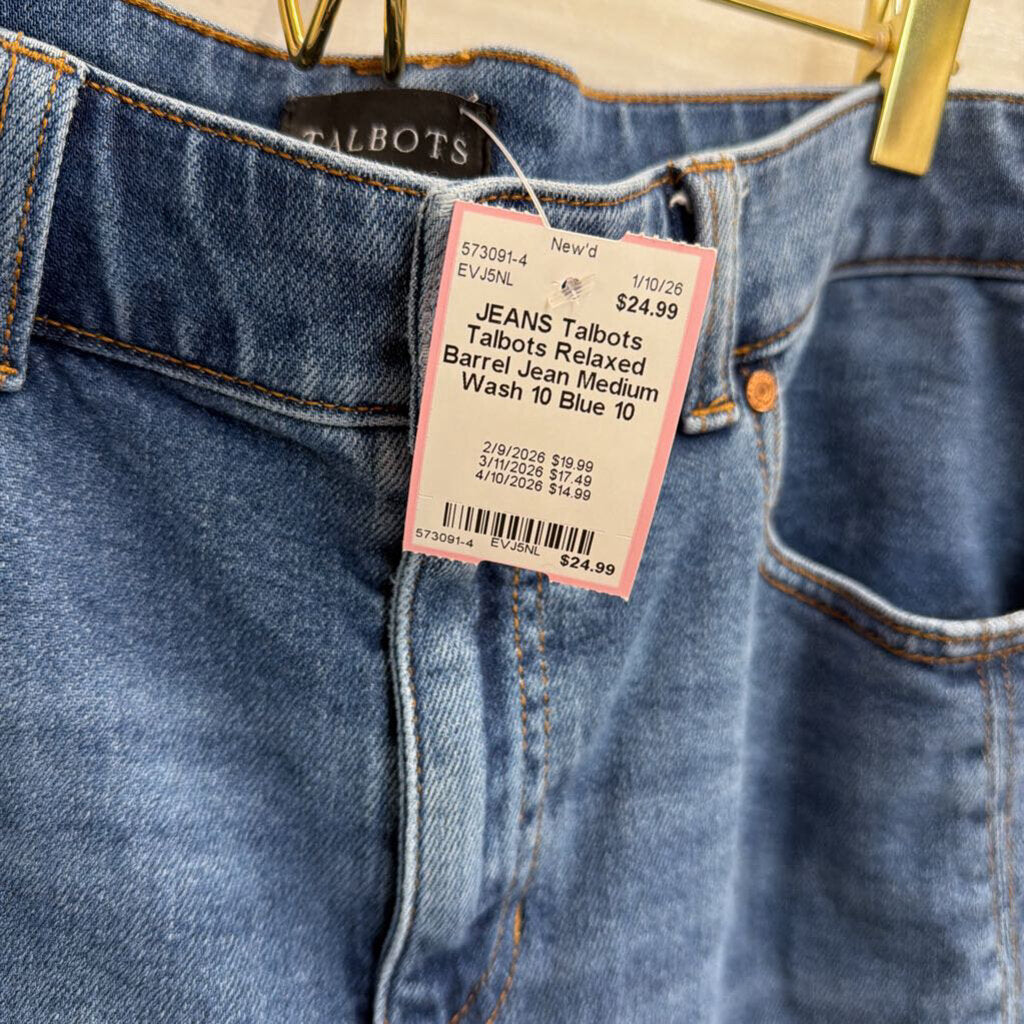 TALBOTS
New'd
573091-4
EVJ5NL
1/10/26
$24.99
JEANS Talbots
Talbots Relaxed
Barrel Jean Medium
Wash 10 Blue 10
2/9/2026 $19.99
3/11/2026 $17.49
4/10/2026 $14.99
573091-4 EVJ5NL $24.99